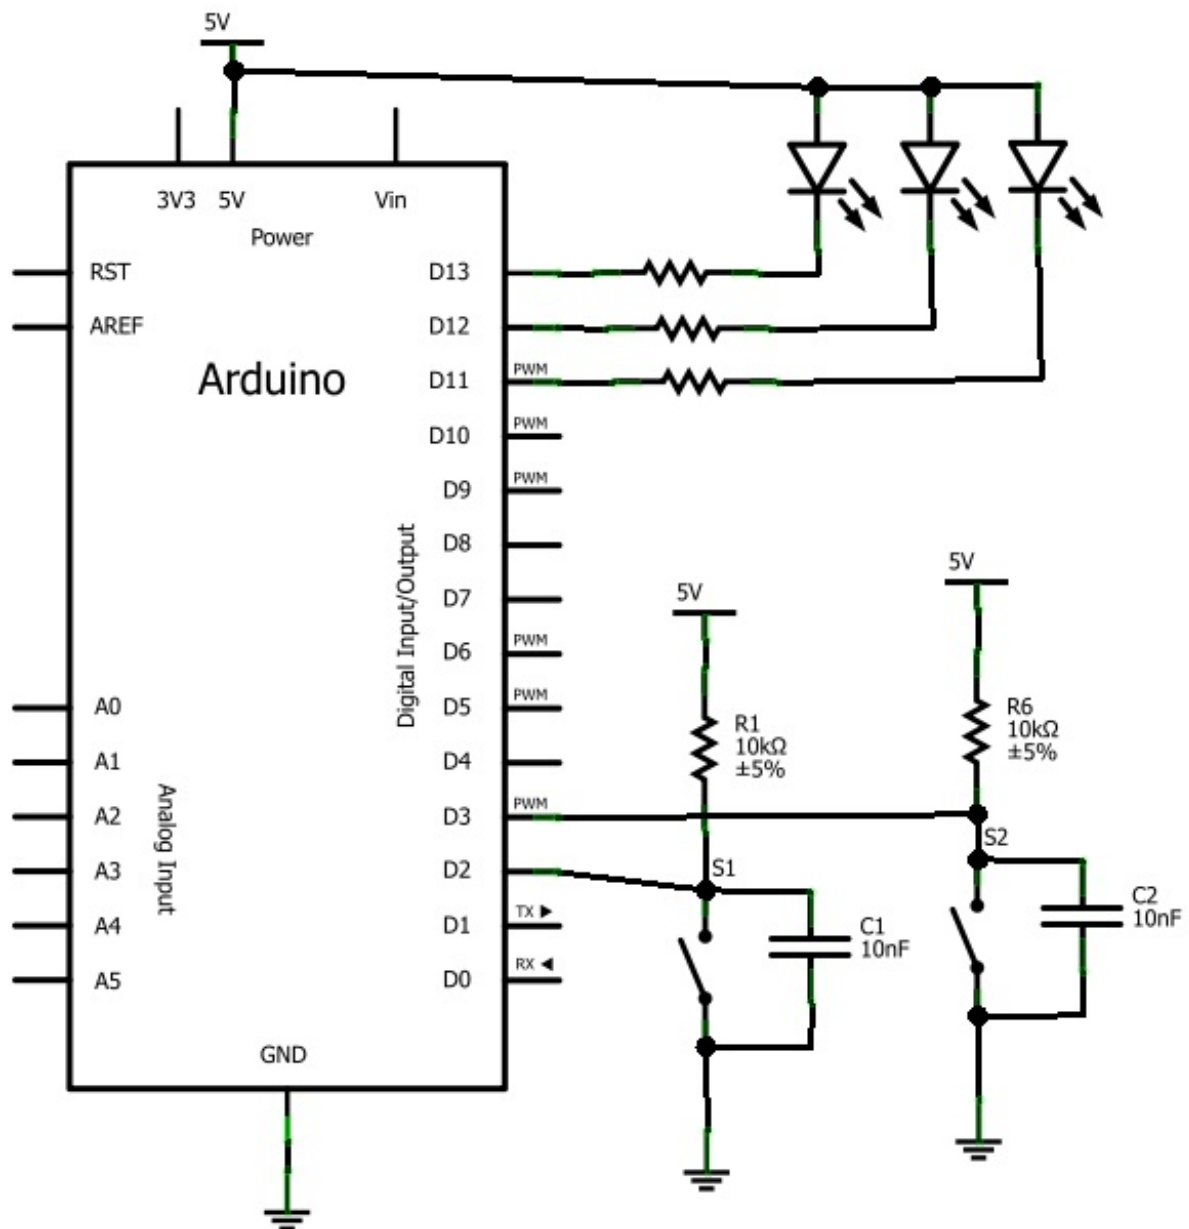 5V
3V3 5V Vin
Power
RST D13
AREF D12
Arduino
D11 PWM
D10 PWM
D9 PWM
D8
D7
D6 PWM
D5 PWM
D4
D3 PWM
D2
D1 TX
D0 RX
Digital Input/Output
A0
A1
A2
A3
A4
A5
Analog Input
GND
5V
R1
10kΩ
±5%
S1
C1
10nF
5V
R6
10kΩ
±5%
S2
C2
10nF